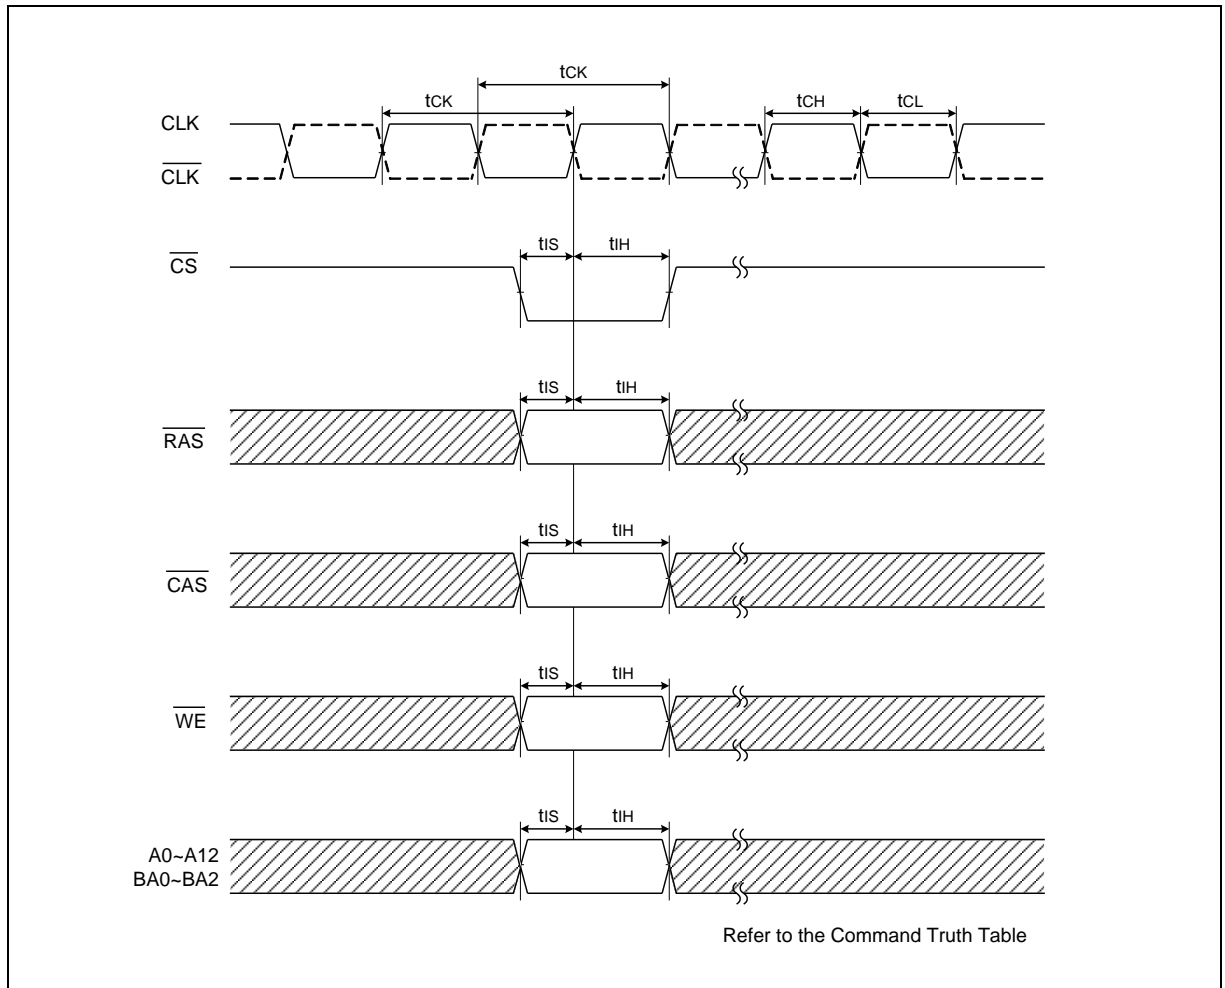 tCK
tCK tCH tCL
CLK
CLK
tIS tIH
CS
tIS tIH
RAS
tIS tIH
CAS
tIS tIH
WE
tIS tIH
A0~A12
BA0~BA2
Refer to the Command Truth Table